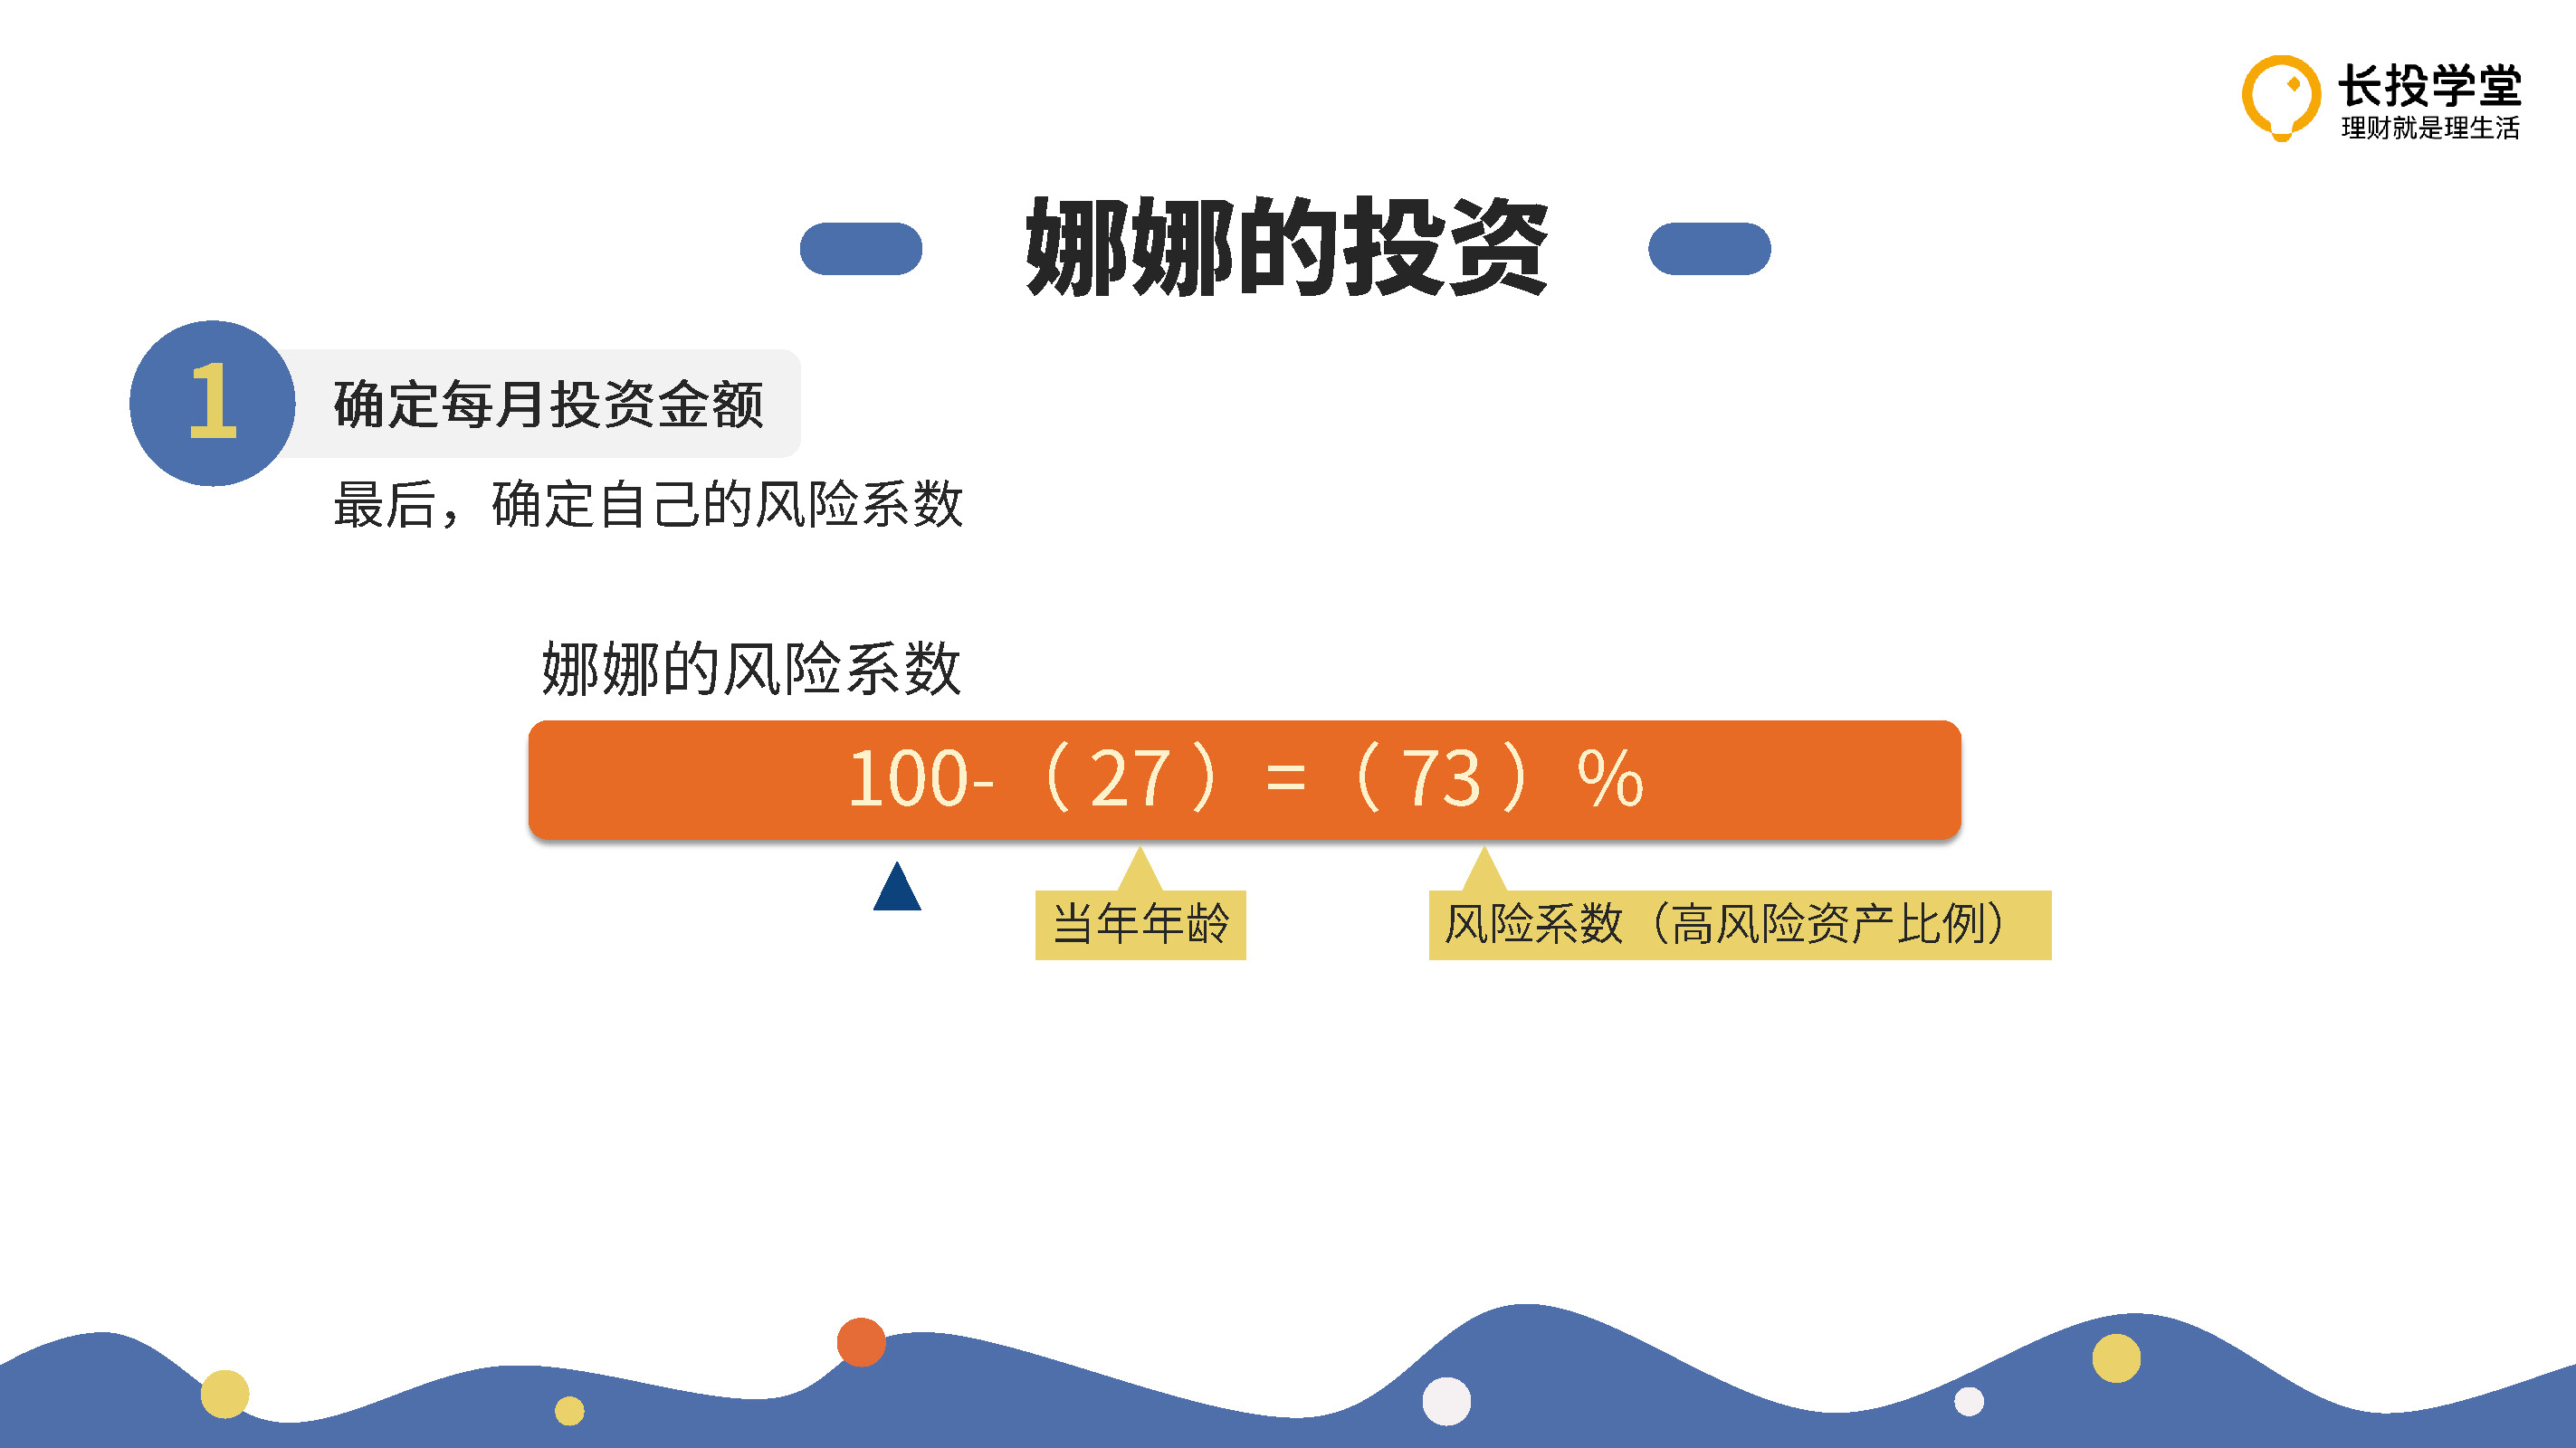 长投学堂
理财就是理生活
娜娜的投资
1
确定每月投资金额
最后，确定自己的风险系数
娜娜的风险系数
100-（27）=（73）%
当年年龄
风险系数（高风险资产比例）